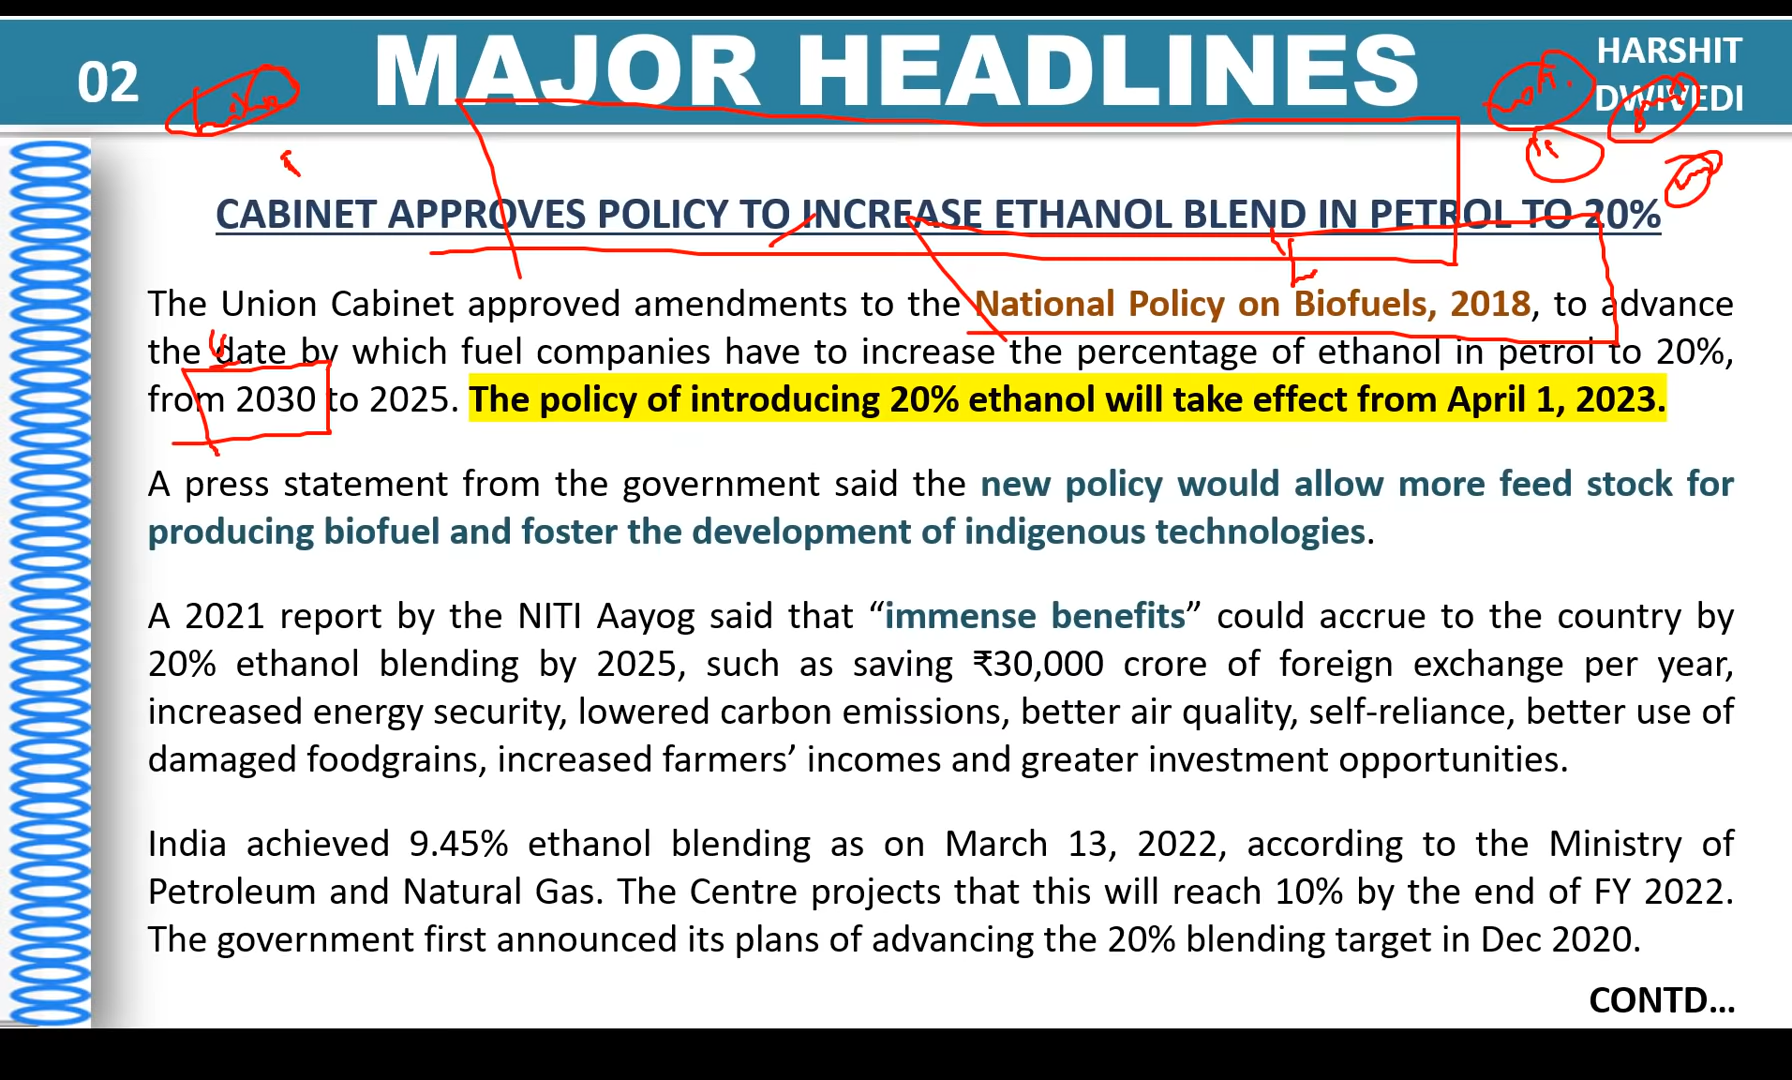 02
MAJOR HEADLINES
HARSHIT
DWIVEDI
CABINET APPROVES POLICY TO INCREASE ETHANOL BLEND IN PETROL TO 20%
The Union Cabinet approved amendments to the National Policy on Biofuels, 2018, to advance
the date by which fuel companies have to increase the percentage of ethanol in petrol to 20%,
from 2030 to 2025. The policy of introducing 20% ethanol will take effect from April 1, 2023.
A press statement from the government said the new policy would allow more feed stock for
producing biofuel and foster the development of indigenous technologies.
A 2021 report by the NITI Aayog said that “immense benefits” could accrue to the country by
20% ethanol blending by 2025, such as saving ₹30,000 crore of foreign exchange per year,
increased energy security, lowered carbon emissions, better air quality, self-reliance, better use of
damaged foodgrains, increased farmers’ incomes and greater investment opportunities.
India achieved 9.45% ethanol blending as on March 13, 2022, according to the Ministry of
Petroleum and Natural Gas. The Centre projects that this will reach 10% by the end of FY 2022.
The government first announced its plans of advancing the 20% blending target in Dec 2020.
CONTD...